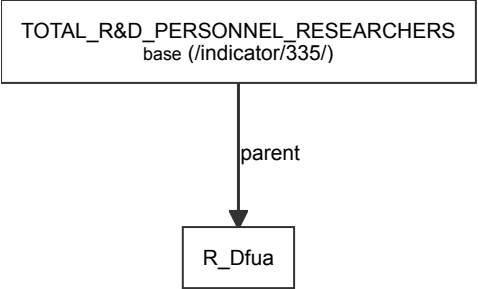 TOTAL_R&D_PERSONNEL_RESEARCHERS
base (/indicator/335/)
parent
R_Dfua